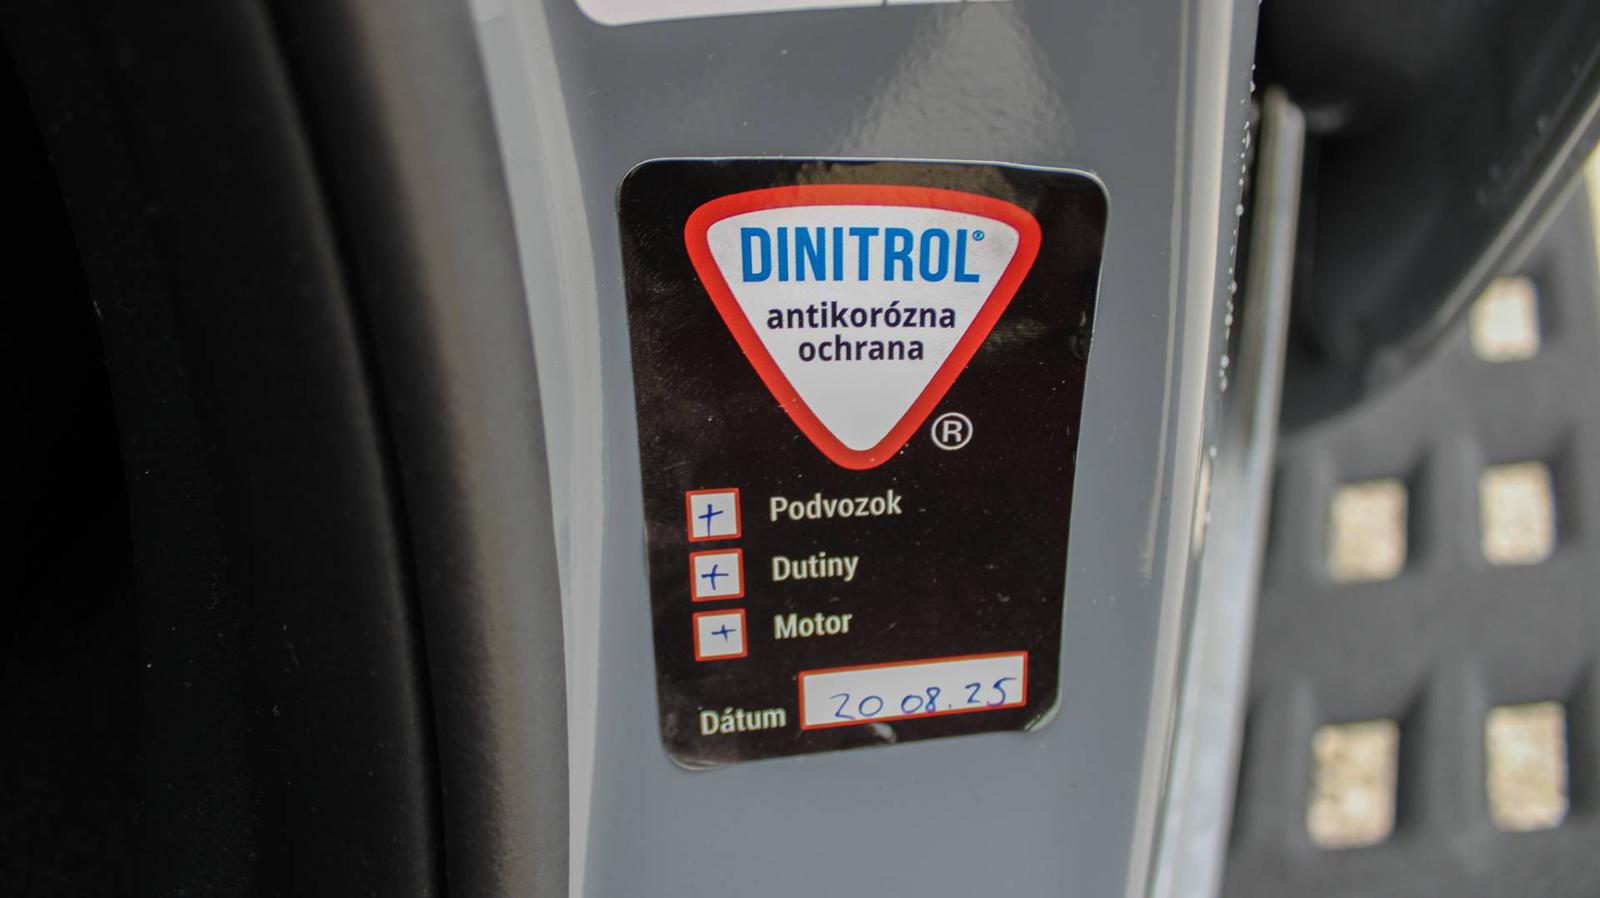 DINITROL®
antikorózna
ochrana
®
+ Podvozok
+ Dutiny
+ Motor
Dátum 20 08.25